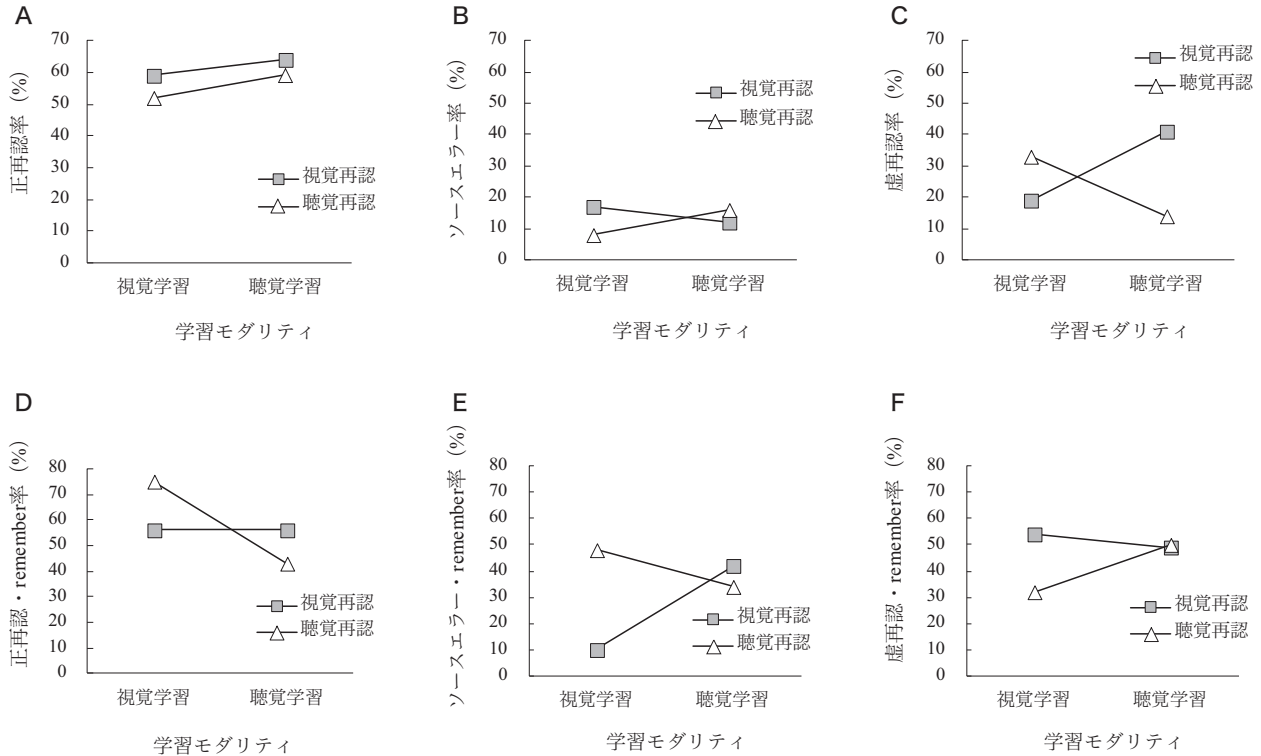 A
正再認率 (%)
70
60
50
40
30
20
10
0
視覚再認
聴覚再認
視覚学習
聴覚学習
学習モダリティ
B
ソースエラー率 (%)
70
60
50
40
30
20
10
0
視覚再認
聴覚再認
視覚学習
聴覚学習
学習モダリティ
C
虚再認率 (%)
70
60
50
40
30
20
10
0
視覚再認
聴覚再認
視覚学習
聴覚学習
学習モダリティ
D
正再認・remember率 (%)
80
70
60
50
40
30
20
10
0
視覚再認
聴覚再認
視覚学習
聴覚学習
学習モダリティ
E
ソースエラー・remember率 (%)
80
70
60
50
40
30
20
10
0
視覚再認
聴覚再認
視覚学習
聴覚学習
学習モダリティ
F
虚再認・remember率 (%)
80
70
60
50
40
30
20
10
0
視覚再認
聴覚再認
視覚学習
聴覚学習
学習モダリティ